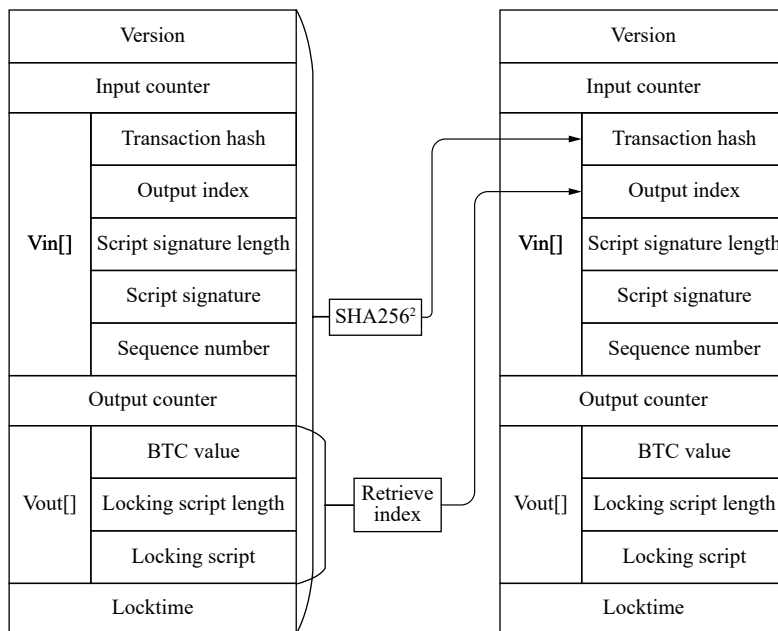 Version
Input counter
Vin[]
Transaction hash
Output index
Script signature length
Script signature
Sequence number
Output counter
Vout[]
BTC value
Locking script length
Locking script
Locktime
SHA256²
Retrieve
index
Version
Input counter
Vin[]
Transaction hash
Output index
Script signature length
Script signature
Sequence number
Output counter
Vout[]
BTC value
Locking script length
Locking script
Locktime